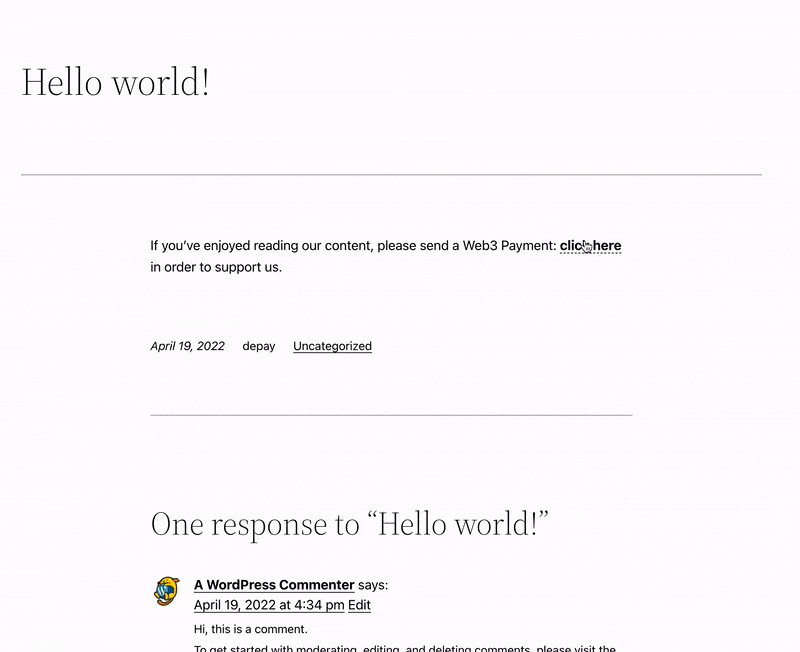 Hello world!
If you’ve enjoyed reading our content, please send a Web3 Payment: click here
in order to support us.
April 19, 2022 depay Uncategorized
One response to “Hello world!”
A WordPress Commenter says:
April 19, 2022 at 4:34 pm Edit
Hi, this is a comment.
To get started with moderating, editing, and deleting comments, please visit the